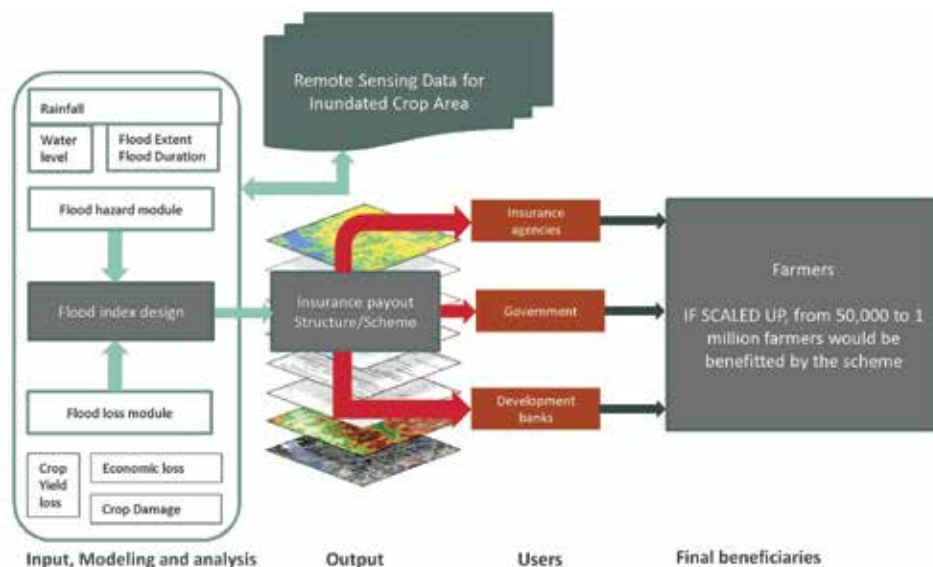 Remote Sensing Data for
Inundated Crop Area
Rainfall
Water
level
Flood Extent
Flood Duration
Flood hazard module
Flood index design
Flood loss module
Crop
Yield
loss
Economic loss
Crop Damage
Insurance payout
Structure/Scheme
Insurance
agencies
Government
Development
banks
Farmers
IF SCALED UP, from 50,000 to 1
million farmers would be
benefitted by the scheme
Input, Modeling and analysis
Output
Users
Final beneficiaries